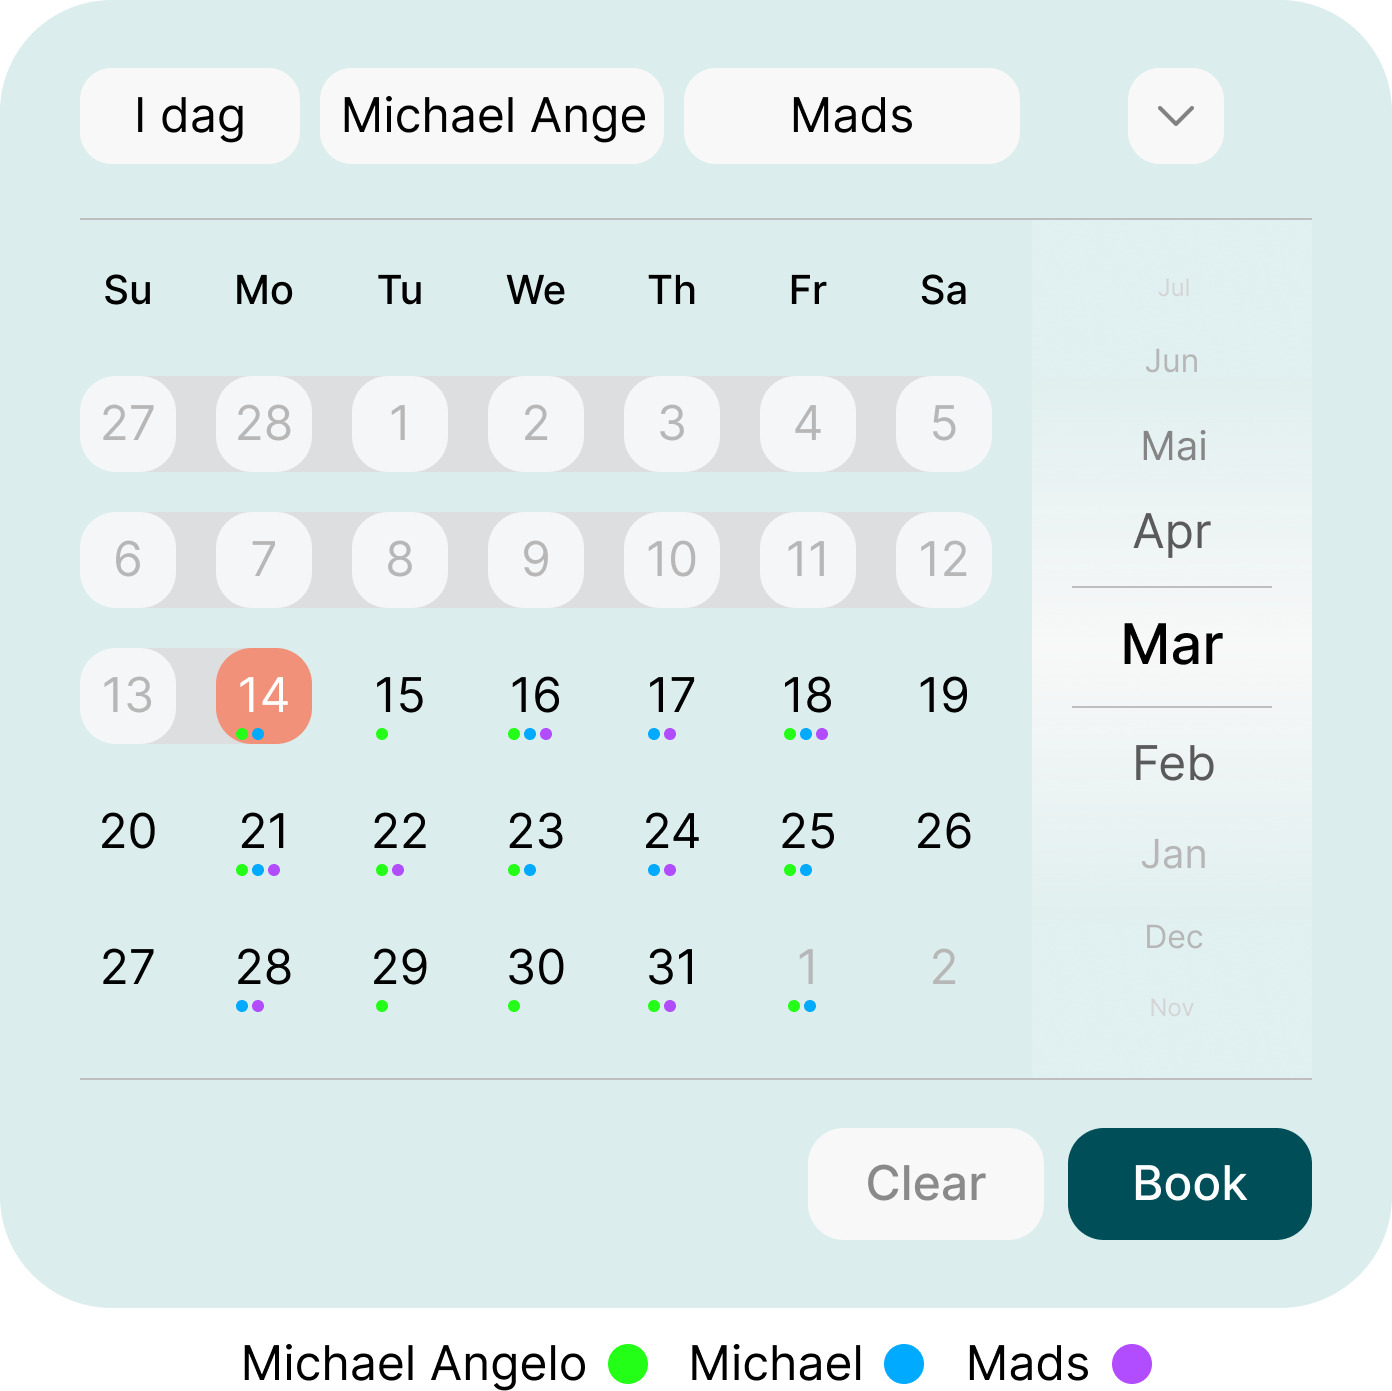 I dag Michael Ange Mads
Su Mo Tu We Th Fr Sa
27 28 1 2 3 4 5
6 7 8 9 10 11 12
13 14 15 16 17 18 19
20 21 22 23 24 25 26
27 28 29 30 31 1 2
Jul
Jun
Mai
Apr
Mar
Feb
Jan
Dec
Nov
Clear Book
Michael Angelo Michael Mads